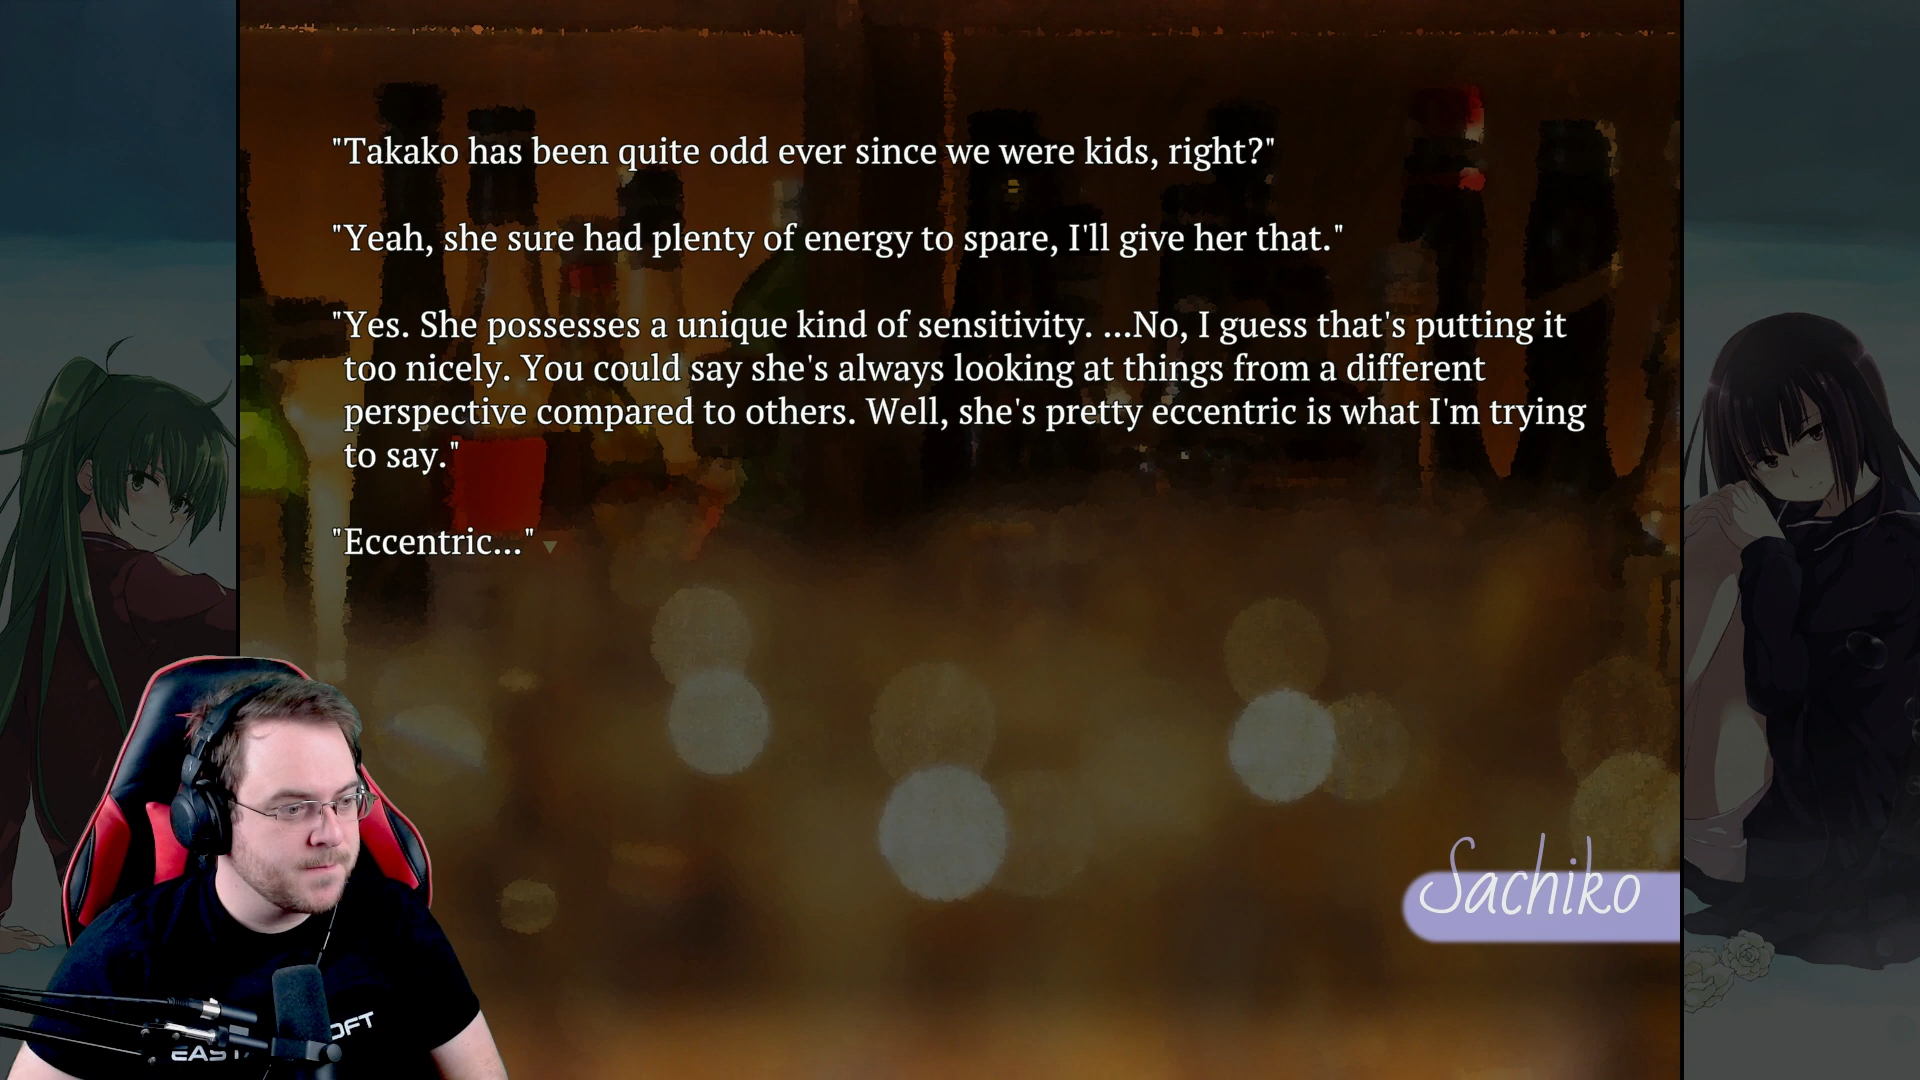 "Takako has been quite odd ever since we were kids, right?"
"Yeah, she sure had plenty of energy to spare, I'll give her that."
"Yes. She possesses a unique kind of sensitivity. ...No, I guess that's putting it
too nicely. You could say she's always looking at things from a different
perspective compared to others. Well, she's pretty eccentric is what I'm trying
to say."
"Eccentric..."
Sachiko